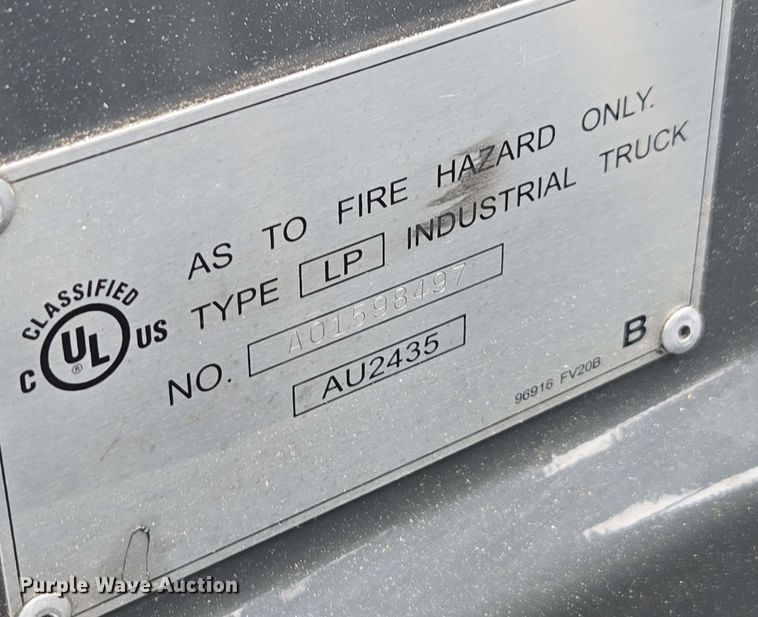 AS TO FIRE HAZARD ONLY.
TYPE LP INDUSTRIAL TRUCK
NO. A01598497
AU2435
CLASSIFIED
C UL US
®
96916 FV20B
B
Purple Wave Auction